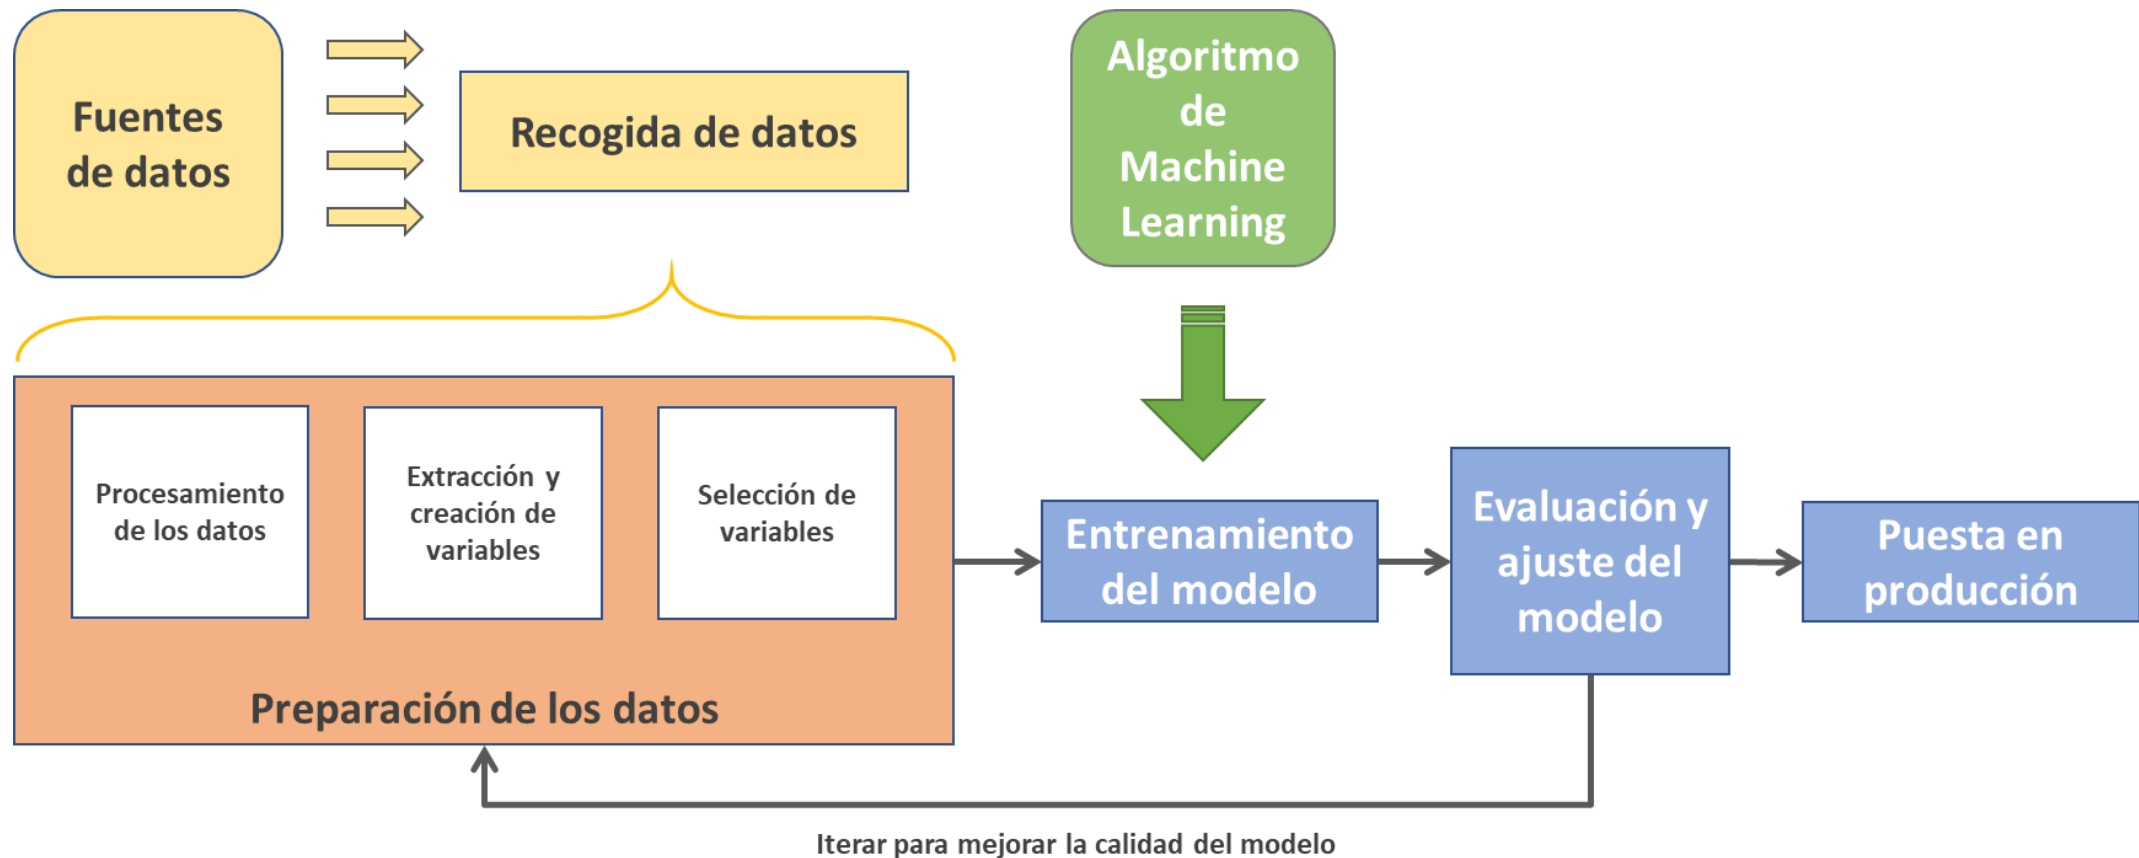 Fuentes
de datos
Recogida de datos
Algoritmo
de
Machine
Learning
Procesamiento
de los datos
Extracción y
creación de
variables
Selección de
variables
Preparación de los datos
Entrenamiento
del modelo
Evaluación y
ajuste del
modelo
Puesta en
producción
Iterar para mejorar la calidad del modelo